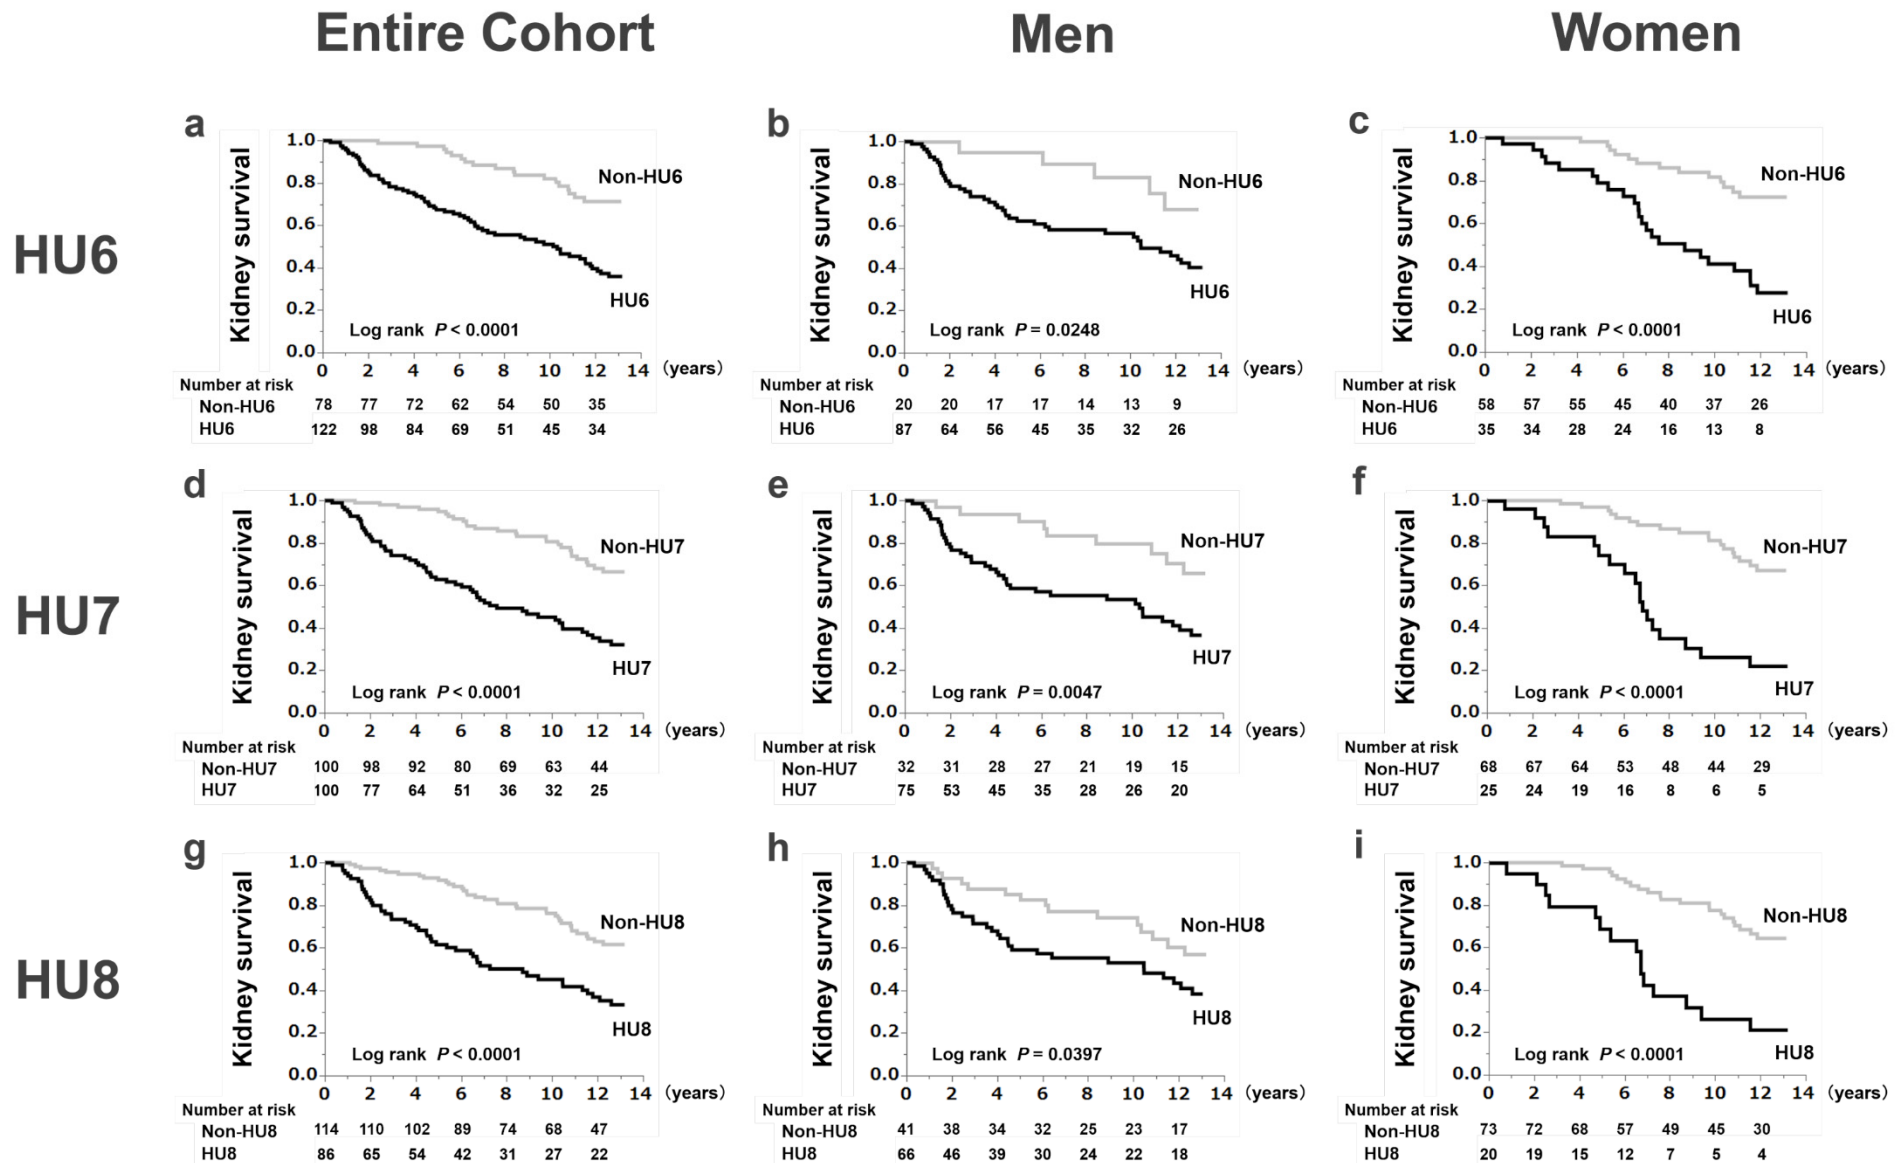 Entire Cohort Men Women
HU6
a
Kidney survival
1.0
0.8
0.6
0.4
0.2
0.0
Non-HU6
HU6
Log rank P < 0.0001
0 2 4 6 8 10 12 14 (years)
Number at risk
Non-HU6 78 77 72 62 54 50 35
HU6 122 98 84 69 51 45 34
b
Kidney survival
1.0
0.8
0.6
0.4
0.2
0.0
Non-HU6
HU6
Log rank P = 0.0248
0 2 4 6 8 10 12 14 (years)
Number at risk
Non-HU6 20 20 17 17 14 13 9
HU6 87 64 56 45 35 32 26
c
Kidney survival
1.0
0.8
0.6
0.4
0.2
0.0
Non-HU6
HU6
Log rank P < 0.0001
0 2 4 6 8 10 12 14 (years)
Number at risk
Non-HU6 58 57 55 45 40 37 26
HU6 35 34 28 24 16 13 8
HU7
d
Kidney survival
1.0
0.8
0.6
0.4
0.2
0.0
Non-HU7
HU7
Log rank P < 0.0001
0 2 4 6 8 10 12 14 (years)
Number at risk
Non-HU7 100 98 92 80 69 63 44
HU7 100 77 64 51 36 32 25
e
Kidney survival
1.0
0.8
0.6
0.4
0.2
0.0
Non-HU7
HU7
Log rank P = 0.0047
0 2 4 6 8 10 12 14 (years)
Number at risk
Non-HU7 32 31 28 27 21 19 15
HU7 75 53 45 35 28 26 20
f
Kidney survival
1.0
0.8
0.6
0.4
0.2
0.0
Non-HU7
HU7
Log rank P < 0.0001
0 2 4 6 8 10 12 14 (years)
Number at risk
Non-HU7 68 67 64 53 48 44 29
HU7 25 24 19 16 8 6 5
HU8
g
Kidney survival
1.0
0.8
0.6
0.4
0.2
0.0
Non-HU8
HU8
Log rank P < 0.0001
0 2 4 6 8 10 12 14 (years)
Number at risk
Non-HU8 114 110 102 89 74 68 47
HU8 86 65 54 42 31 27 22
h
Kidney survival
1.0
0.8
0.6
0.4
0.2
0.0
Non-HU8
HU8
Log rank P = 0.0397
0 2 4 6 8 10 12 14 (years)
Number at risk
Non-HU8 41 38 34 32 25 23 17
HU8 66 46 39 30 24 22 18
i
Kidney survival
1.0
0.8
0.6
0.4
0.2
0.0
Non-HU8
HU8
Log rank P < 0.0001
0 2 4 6 8 10 12 14 (years)
Number at risk
Non-HU8 73 72 68 57 49 45 30
HU8 20 19 15 12 7 5 4